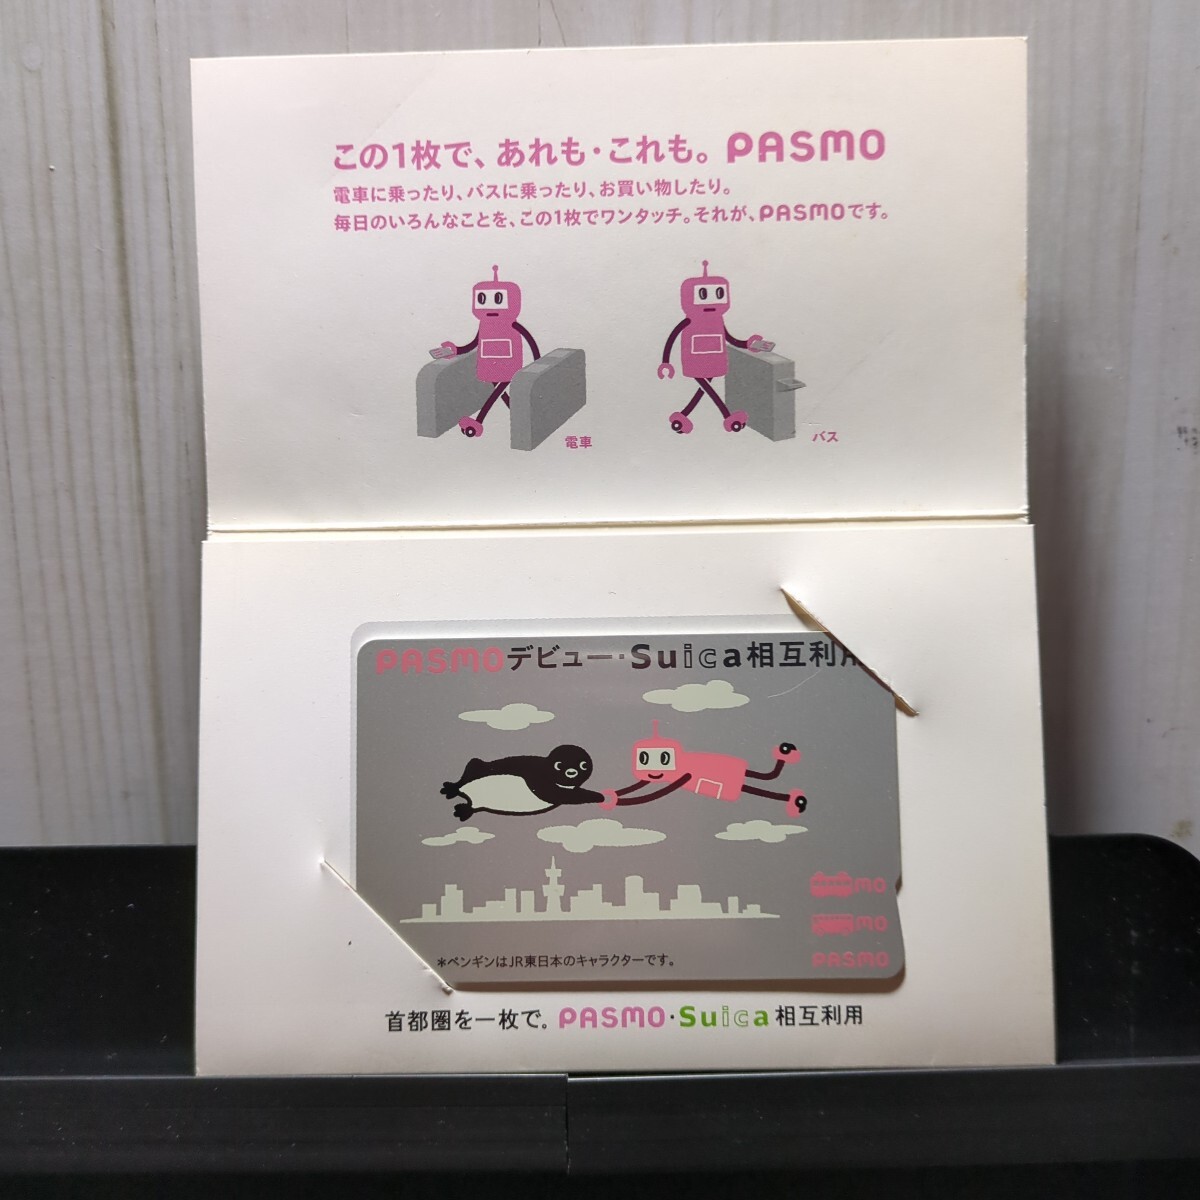 この1枚で、あれも・これも。PASMO
電車に乗ったり、バスに乗ったり、お買い物したり。
毎日のいろんなことを、この1枚でワンタッチ。それが、PASMOです。
電車
バス
PASMOデビュー・Suica相互利用
MO
MO
PASMO
＊ペンギンはJR東日本のキャラクターです。
首都圏を一枚で。PASMO・Suica相互利用